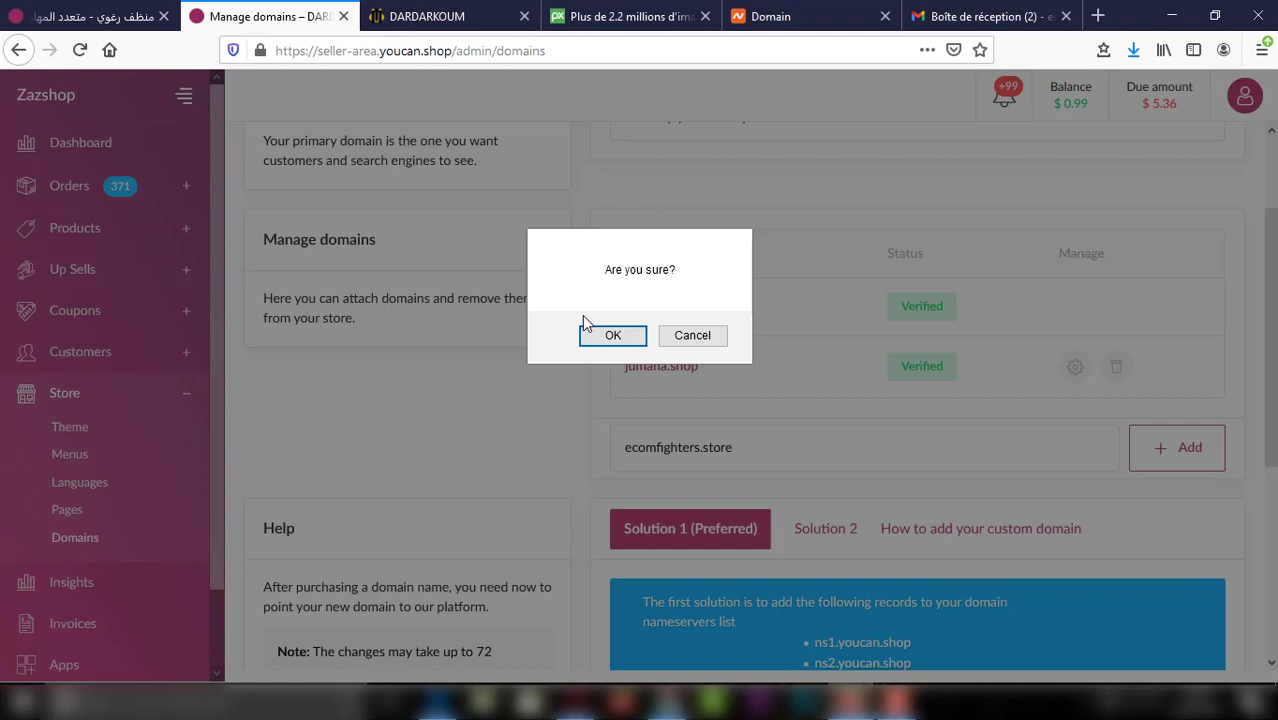 منظف رغوي - متعدد المها
Manage domains – DARD
DARDARKOUM
Plus de 2.2 millions d'ima
Domain
Boîte de réception (2) - e
https://seller-area.youcan.shop/admin/domains
Zazshop
+99
Balance
$ 0.99
Due amount
$ 5.36
Dashboard
Orders 371
Products
Up Sells
Coupons
Customers
Store
Theme
Menus
Languages
Pages
Domains
Insights
Invoices
Apps
Your primary domain is the one you want
customers and search engines to see.
Manage domains
Here you can attach domains and remove them
from your store.
Status
Manage
Verified
jumana.shop
Verified
ecomfighters.store
+ Add
Are you sure?
OK
Cancel
Help
After purchasing a domain name, you need now to
point your new domain to our platform.
Note: The changes may take up to 72
Solution 1 (Preferred)
Solution 2
How to add your custom domain
The first solution is to add the following records to your domain
nameservers list
• ns1.youcan.shop
• ns2.youcan.shop